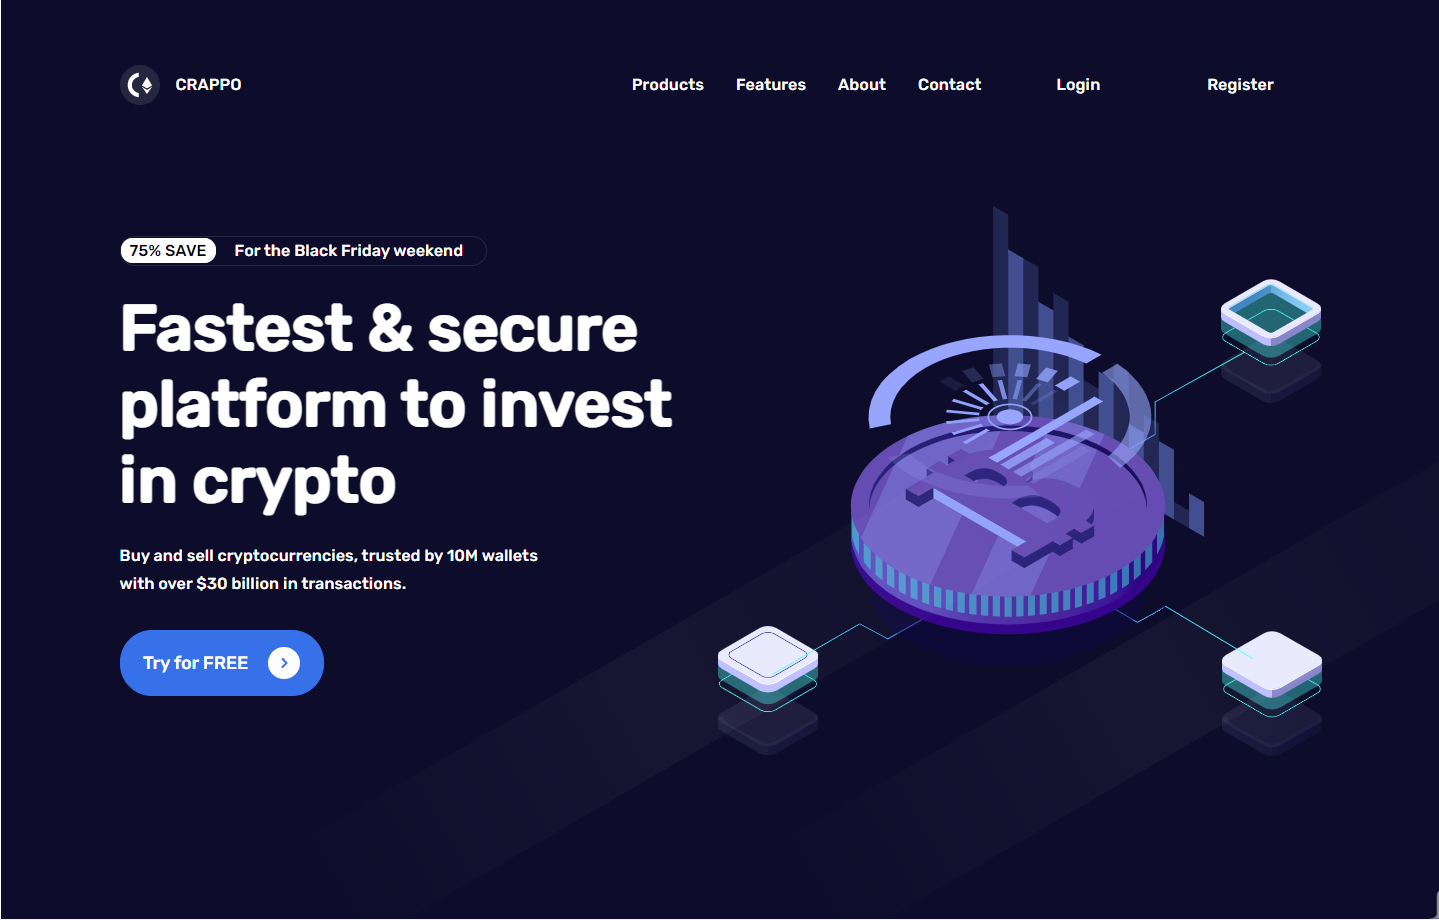 CRAPPO
Products Features About Contact Login Register
75% SAVE For the Black Friday weekend
Fastest & secure
platform to invest
in crypto
Buy and sell cryptocurrencies, trusted by 10M wallets
with over $30 billion in transactions.
Try for FREE